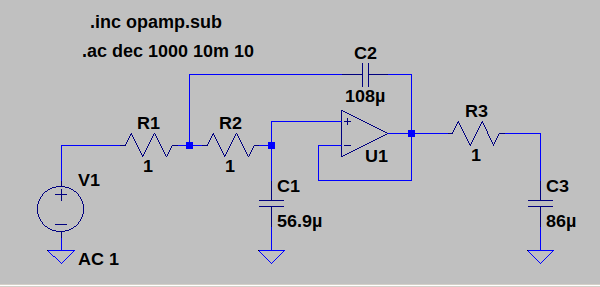 .inc opamp.sub
.ac dec 1000 10m 10
C2
108µ
R1
R2
R3
1
1
1
U1
V1
C1
C3
56.9µ
86µ
AC 1